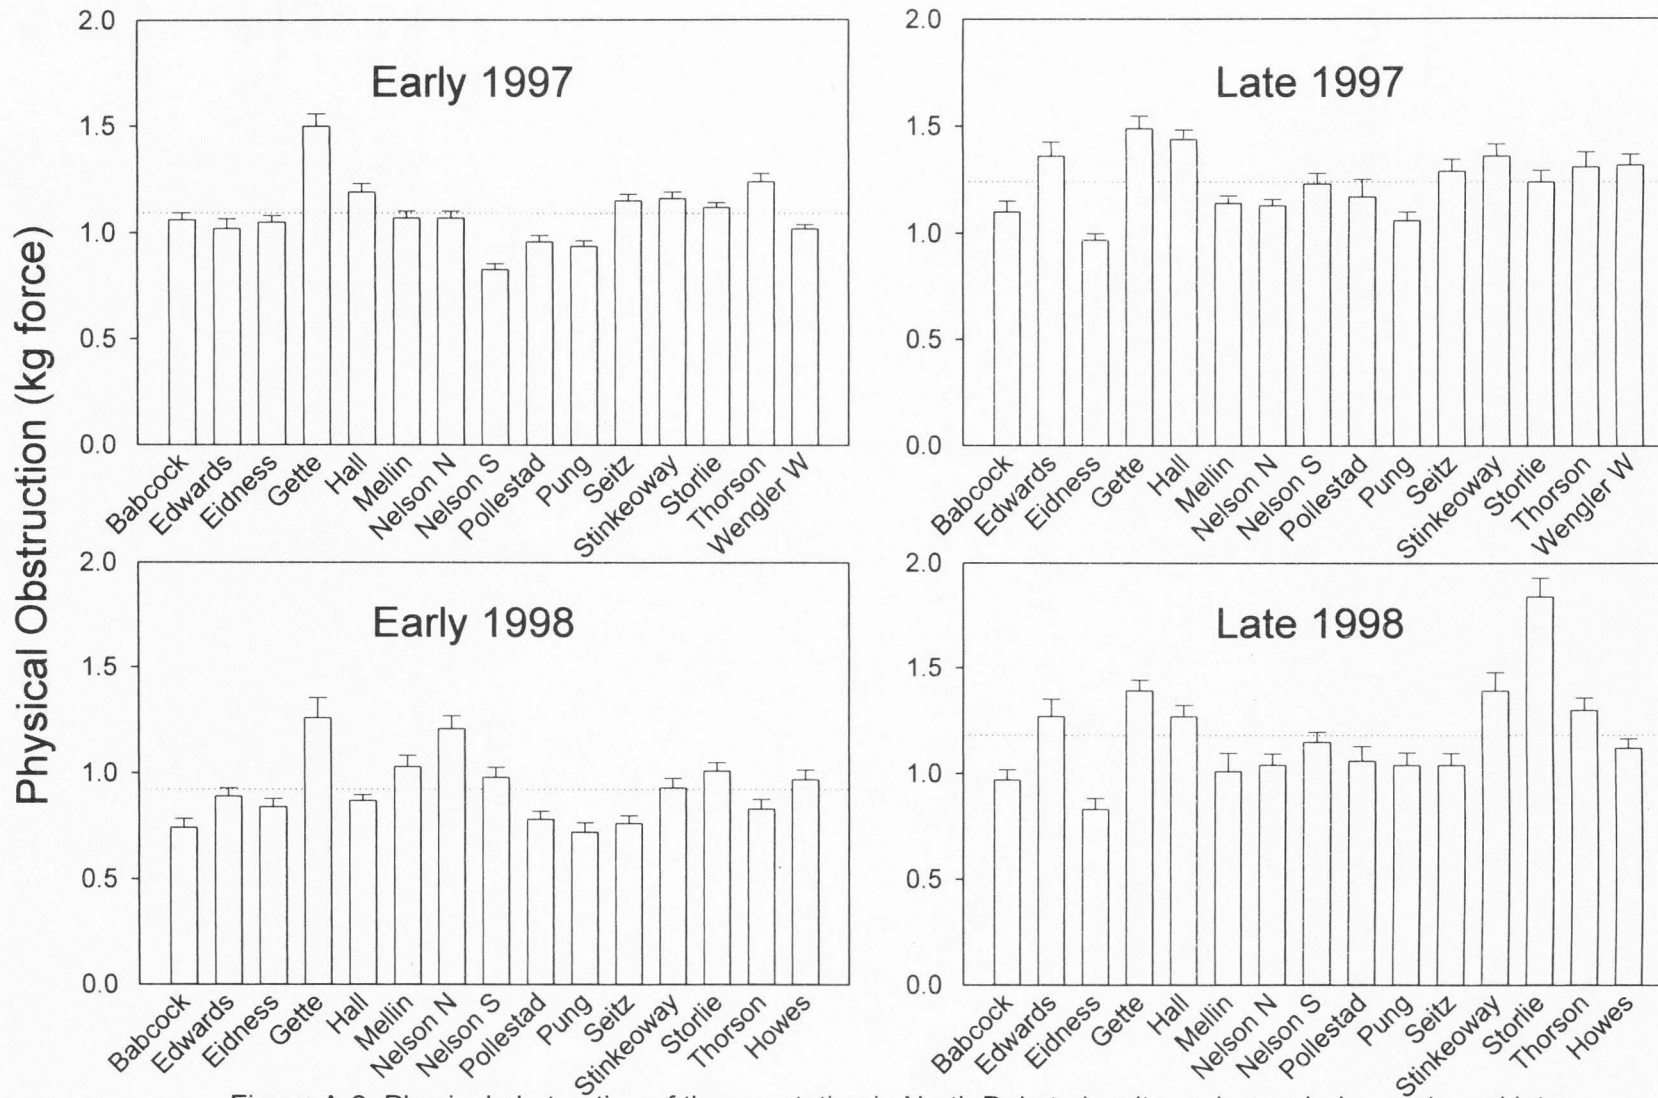 Physical Obstruction (kg force)
Early 1997
2.0
1.5
1.0
0.5
0.0
Babcock
Edwards
Eidness
Gette
Hall
Mellin
Nelson N
Nelson S
Pollestad
Pung
Seitz
Stinkeoway
Storlie
Thorson
Wengler W
Late 1997
2.0
1.5
1.0
0.5
0.0
Babcock
Edwards
Eidness
Gette
Hall
Mellin
Nelson N
Nelson S
Pollestad
Pung
Seitz
Stinkeoway
Storlie
Thorson
Wengler W
Early 1998
2.0
1.5
1.0
0.5
0.0
Babcock
Edwards
Eidness
Gette
Hall
Mellin
Nelson N
Nelson S
Pollestad
Pung
Seitz
Stinkeoway
Storlie
Thorson
Howes
Late 1998
2.0
1.5
1.0
0.5
0.0
Babcock
Edwards
Eidness
Gette
Hall
Mellin
Nelson N
Nelson S
Pollestad
Pung
Seitz
Stinkeoway
Storlie
Thorson
Howes